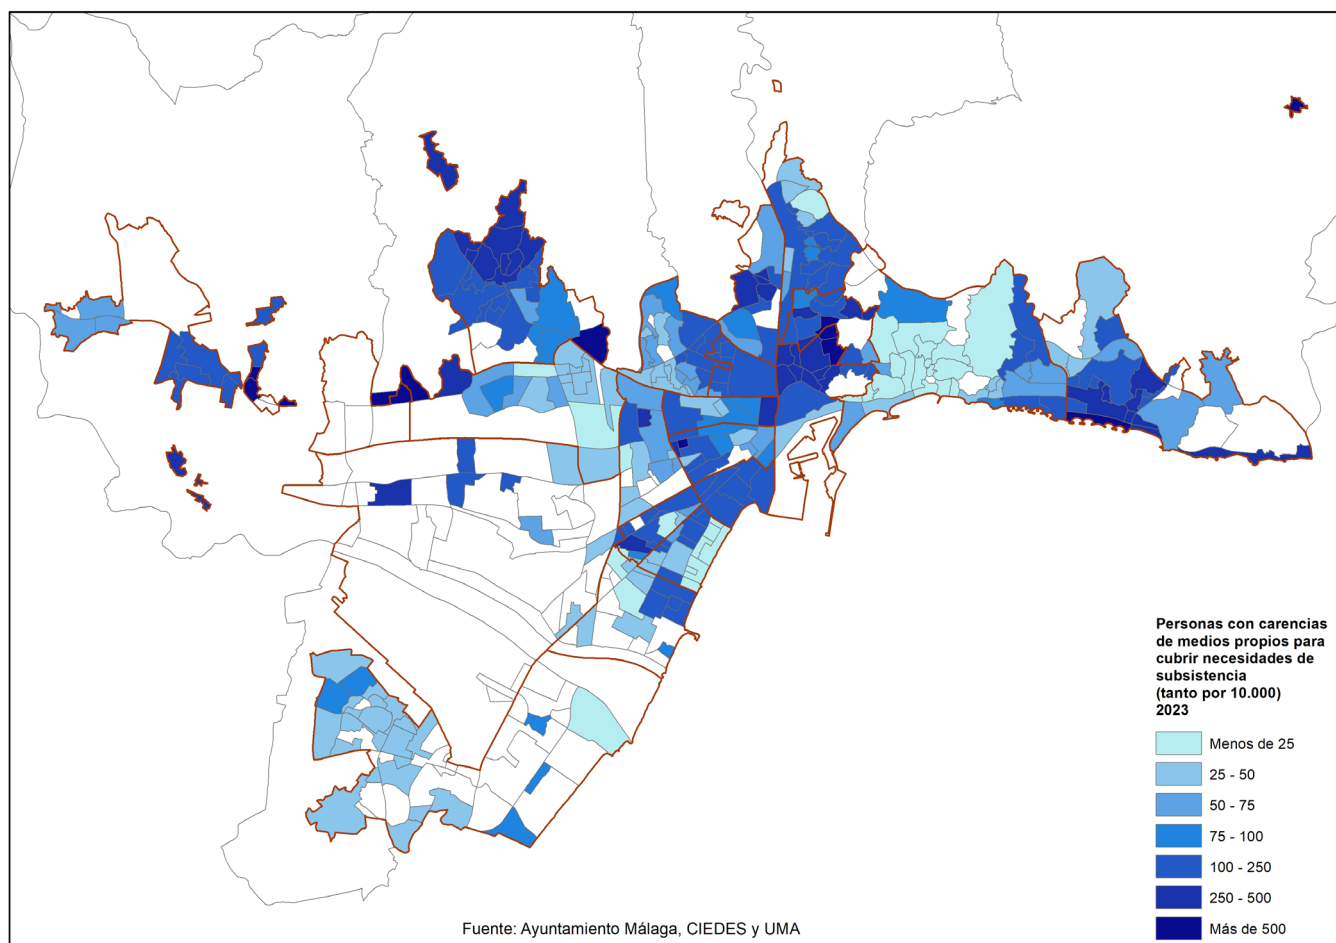 Personas con carencias
de medios propios para
cubrir necesidades de
subsistencia
(tanto por 10.000)
2023
Menos de 25
25 - 50
50 - 75
75 - 100
100 - 250
250 - 500
Más de 500
Fuente: Ayuntamiento Málaga, CIEDES y UMA